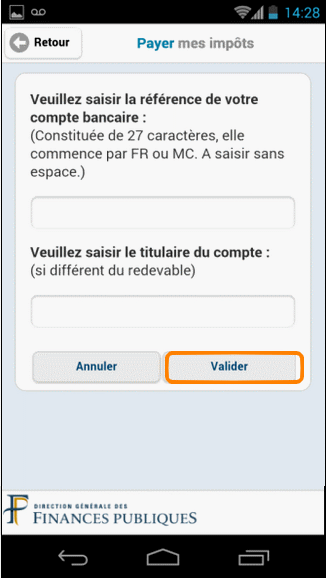 14:28
Retour
Payer mes impôts
Veuillez saisir la référence de votre
compte bancaire :
(Constituée de 27 caractères, elle
commence par FR ou MC. A saisir sans
espace.)
Veuillez saisir le titulaire du compte :
(si différent du redevable)
Annuler
Valider
DIRECTION GÉNÉRALE DES
FINANCES PUBLIQUES